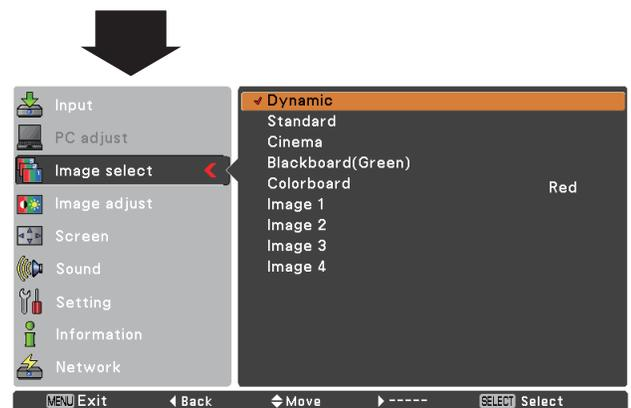 Input
PC adjust
Image select
Image adjust
Screen
Sound
Setting
Information
Network
Dynamic
Standard
Cinema
Blackboard(Green)
Colorboard Red
Image 1
Image 2
Image 3
Image 4
MENU Exit Back Move ----- SELECT Select